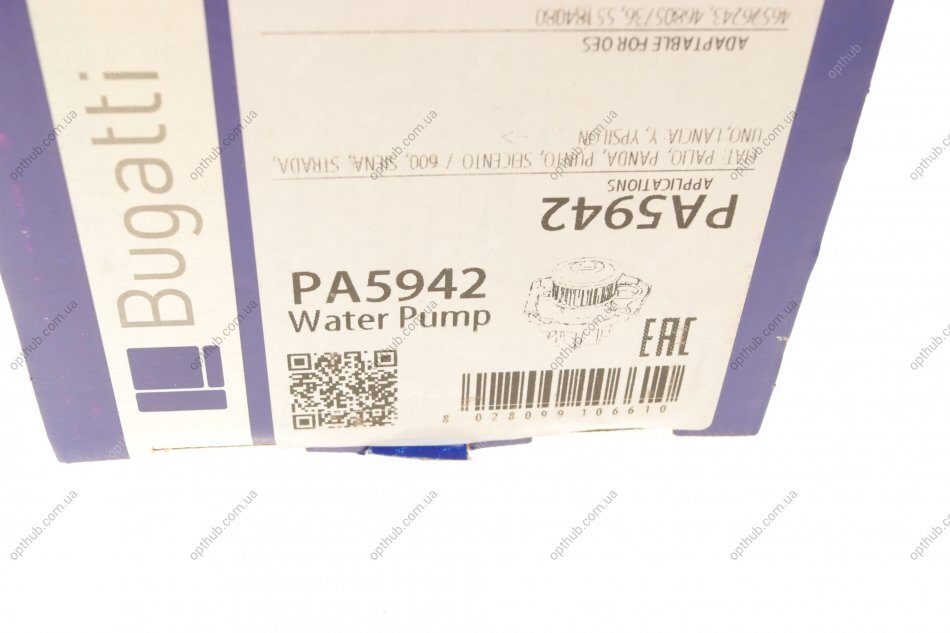 Bugatti
PA5942
Water Pump
EAC
8 028099 106610
PA5942
APPLICATIONS
FIAT: PALIO, PANDA, PUNTO, SEICENTO / 600, SIENA, STRADA,
UNO, LANCIA: Y, YPSILON
ADAPTABLE FOR OES
46526243, 46805736, 55184080
opthub.com.ua